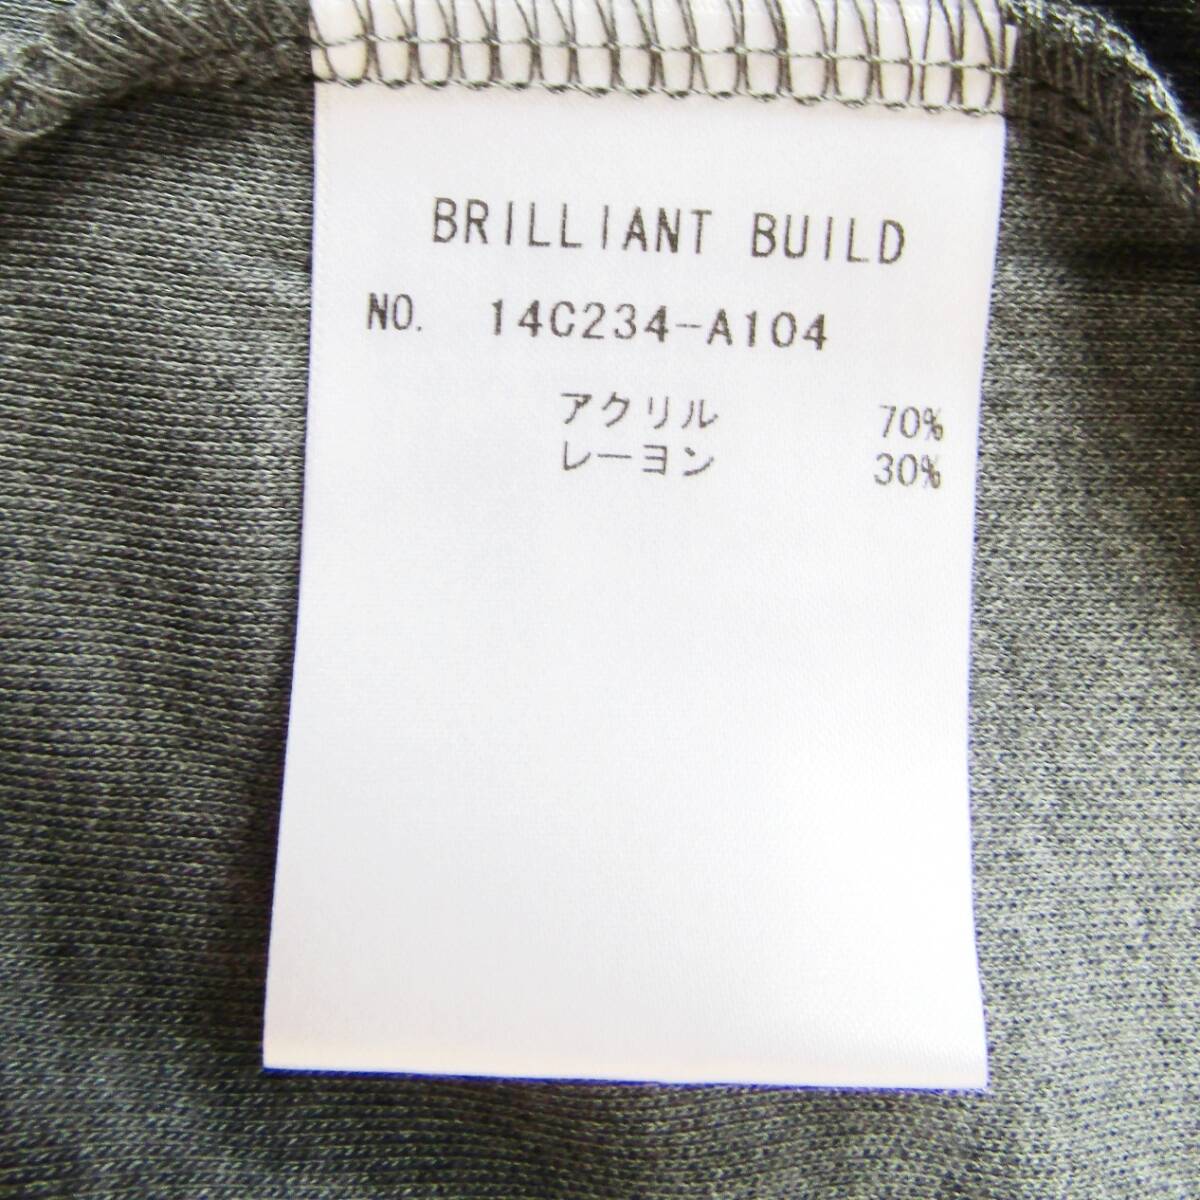 BRILLIANT BUILD
NO. 14C234-A104
アクリル 70%
レーヨン 30%